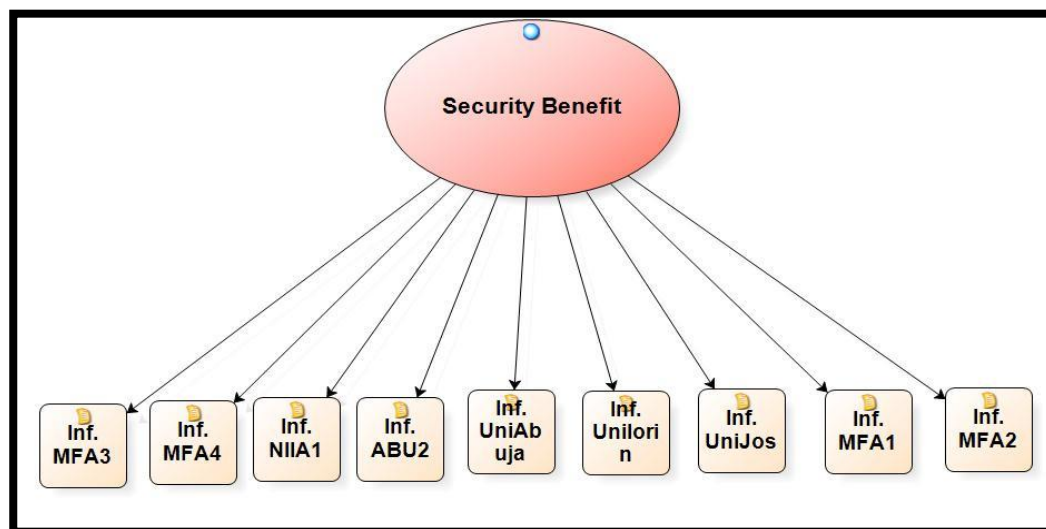 Security Benefit
Inf.
MFA3
Inf.
MFA4
Inf.
NIIA1
Inf.
ABU2
Inf.
UniAb
uja
Inf.
Unilori
n
Inf.
UniJos
Inf.
MFA1
Inf.
MFA2